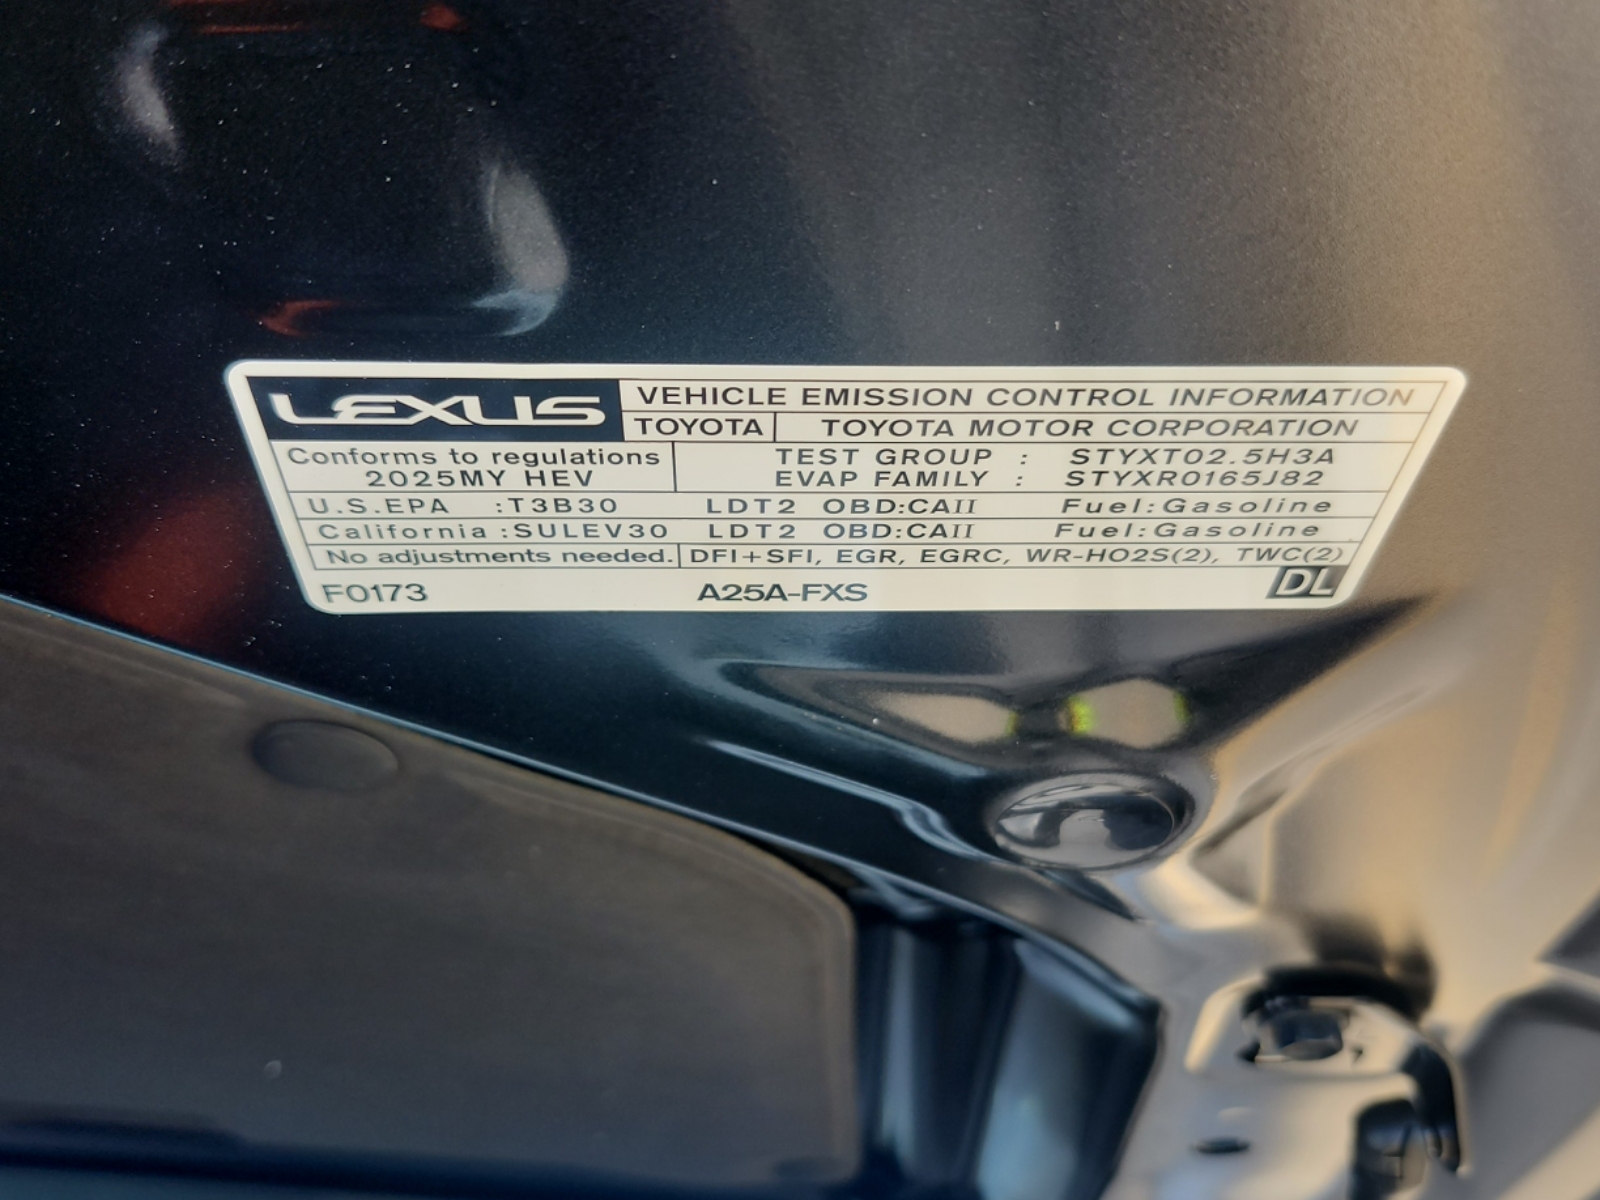 LEXUS VEHICLE EMISSION CONTROL INFORMATION
TOYOTA TOYOTA MOTOR CORPORATION
Conforms to regulations TEST GROUP : STYXT02.5H3A
2025MY HEV EVAP FAMILY : STYXR0165J82
U.S.EPA :T3B30 LDT2 OBD:CAII Fuel:Gasoline
California :SULEV30 LDT2 OBD:CAII Fuel:Gasoline
No adjustments needed. DFI+SFI, EGR, EGRC, WR-HO2S(2), TWC(2)
F0173 A25A-FXS DL